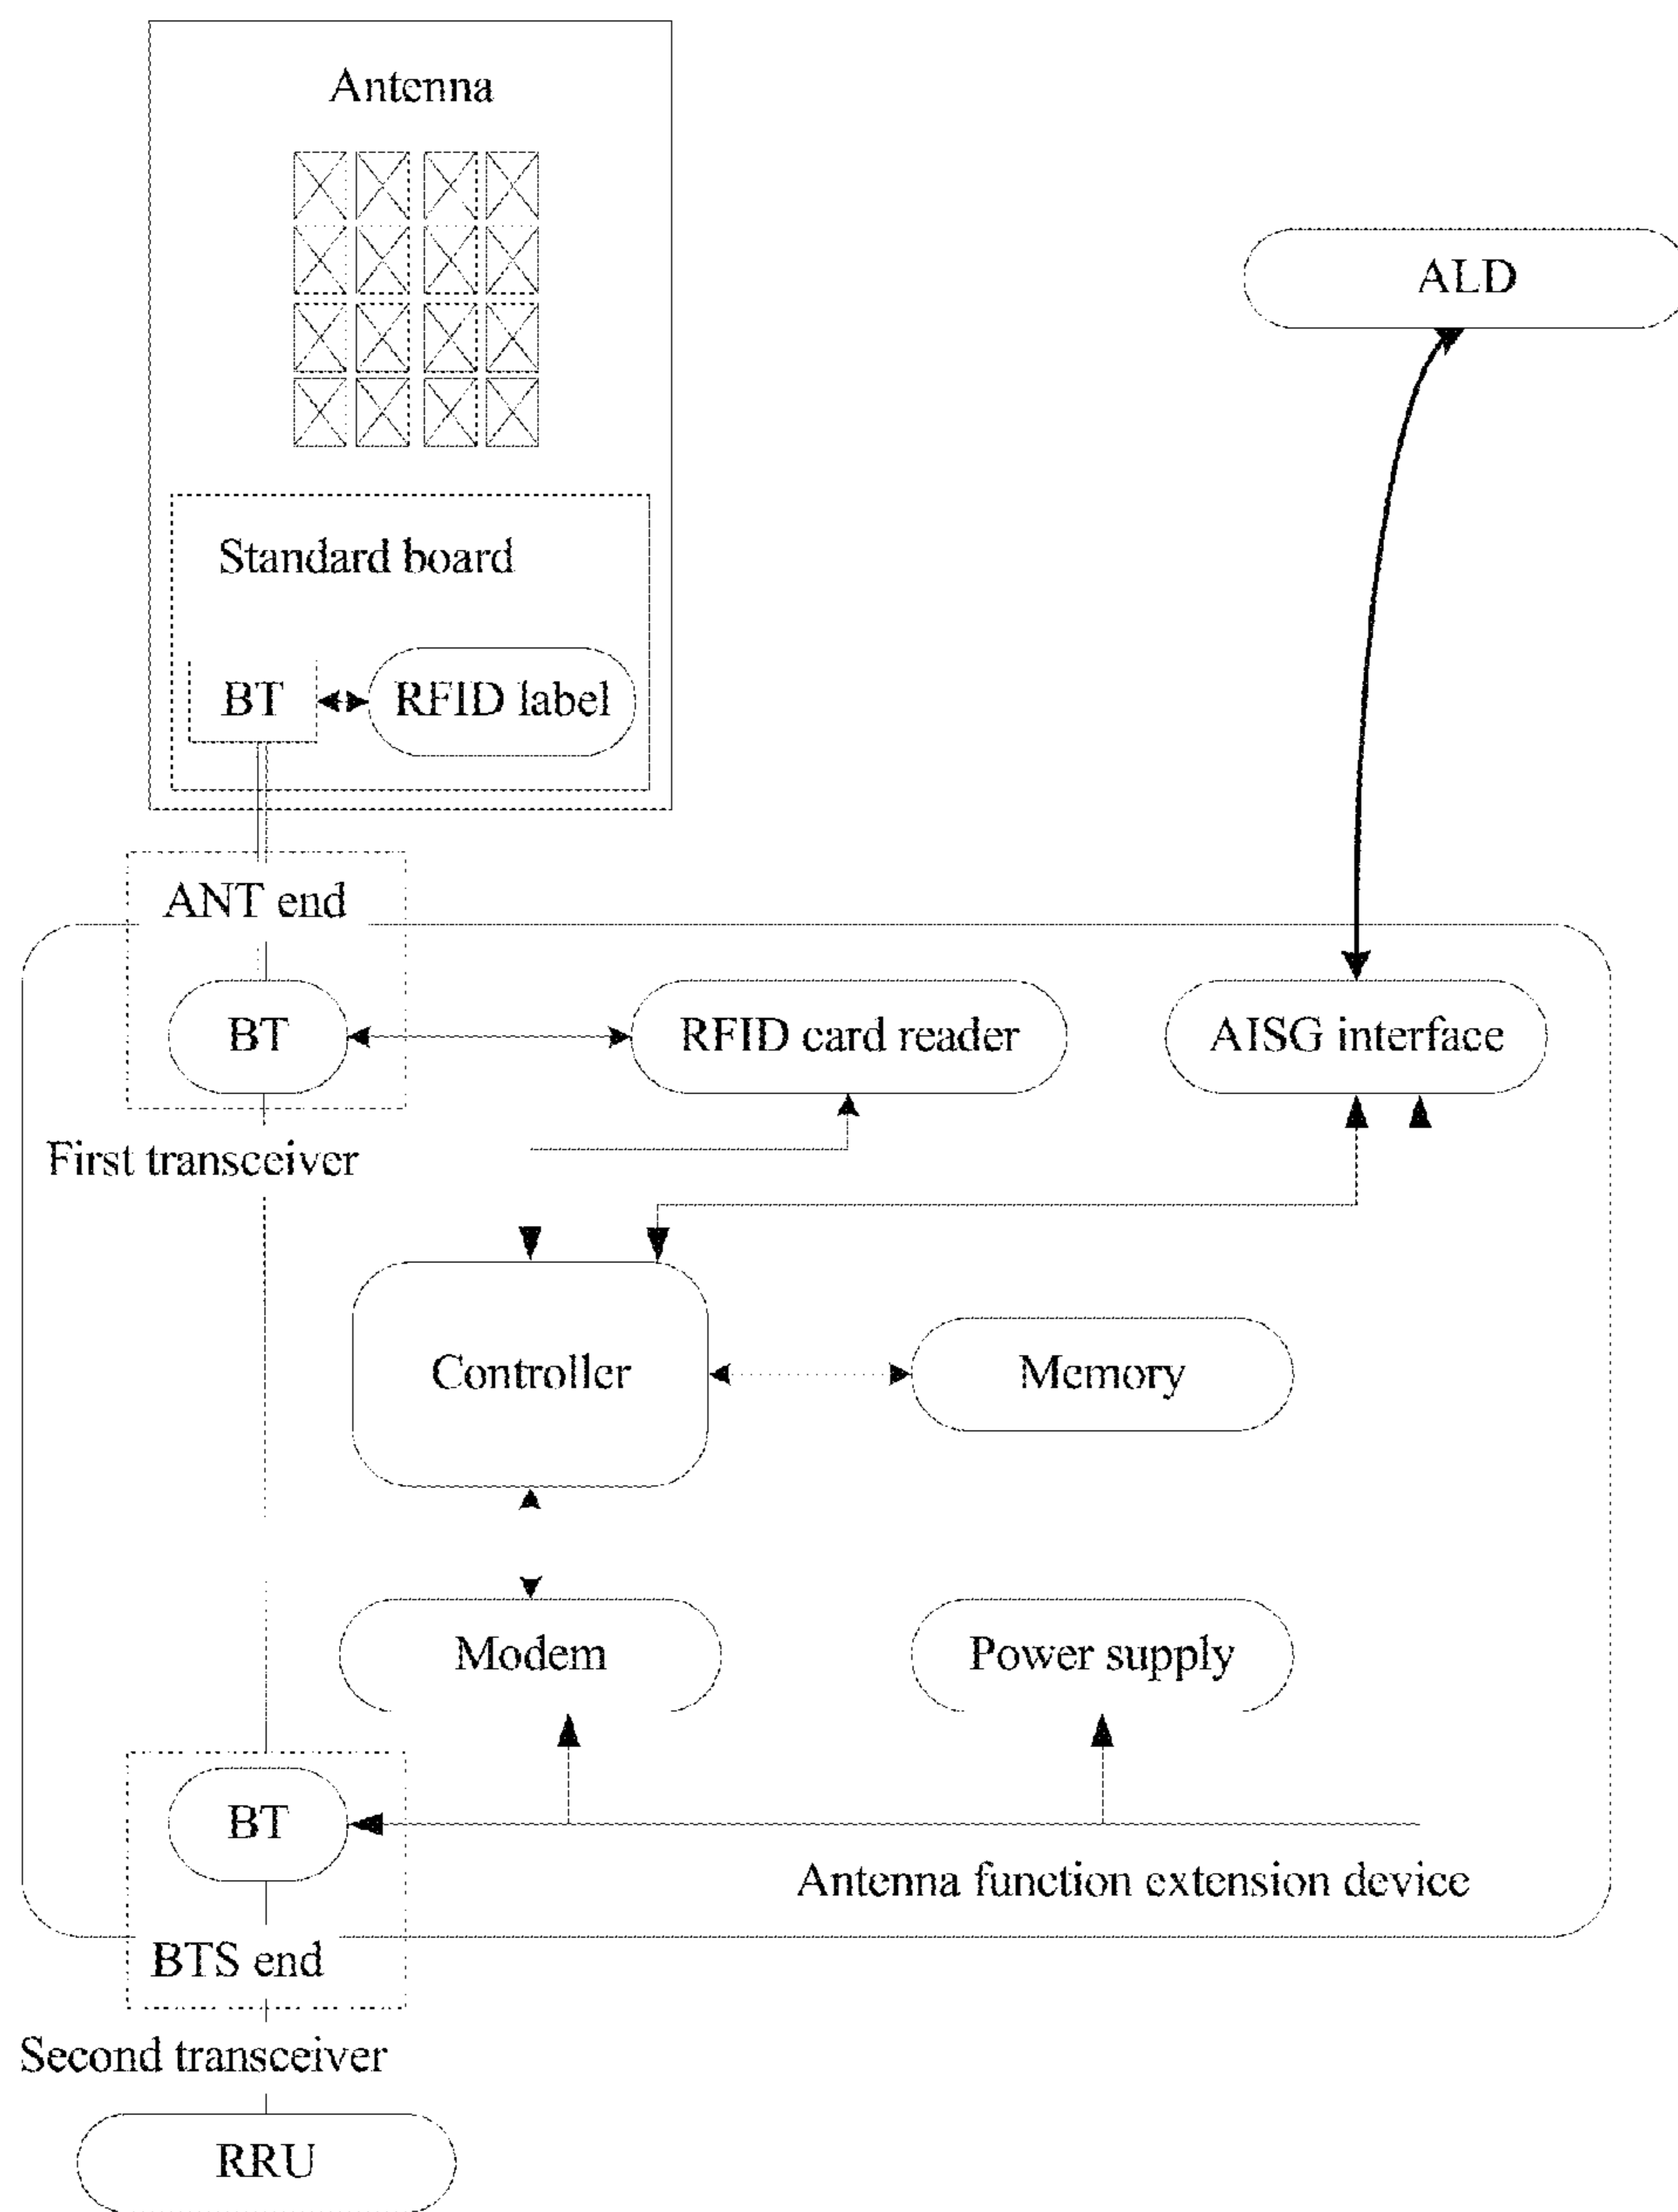 Antenna
ALD
Standard board
BT
RFID label
ANT end
BT
RFID card reader
AISG interface
First transceiver
Controller
Memory
Modem
Power supply
BT
Antenna function extension device
BTS end
Second transceiver
RRU